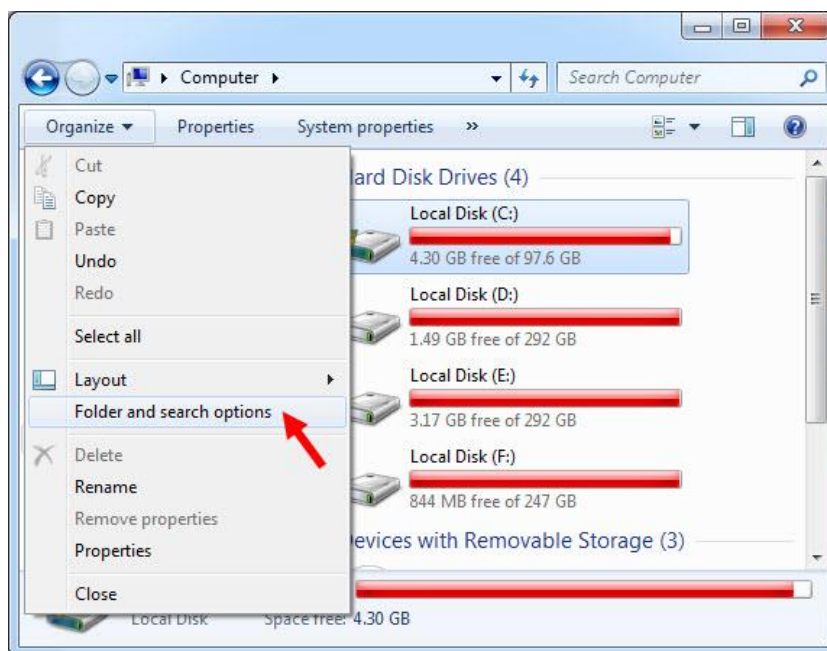 Computer
Search Computer
Organize
Properties
System properties
»
Cut
Copy
Paste
Undo
Redo
Select all
Layout
Folder and search options
Delete
Rename
Remove properties
Properties
Close
ard Disk Drives (4)
Local Disk (C:)
4.30 GB free of 97.6 GB
Local Disk (D:)
1.49 GB free of 292 GB
Local Disk (E:)
3.17 GB free of 292 GB
Local Disk (F:)
844 MB free of 247 GB
evices with Removable Storage (3)
Local Disk Space free: 4.30 GB